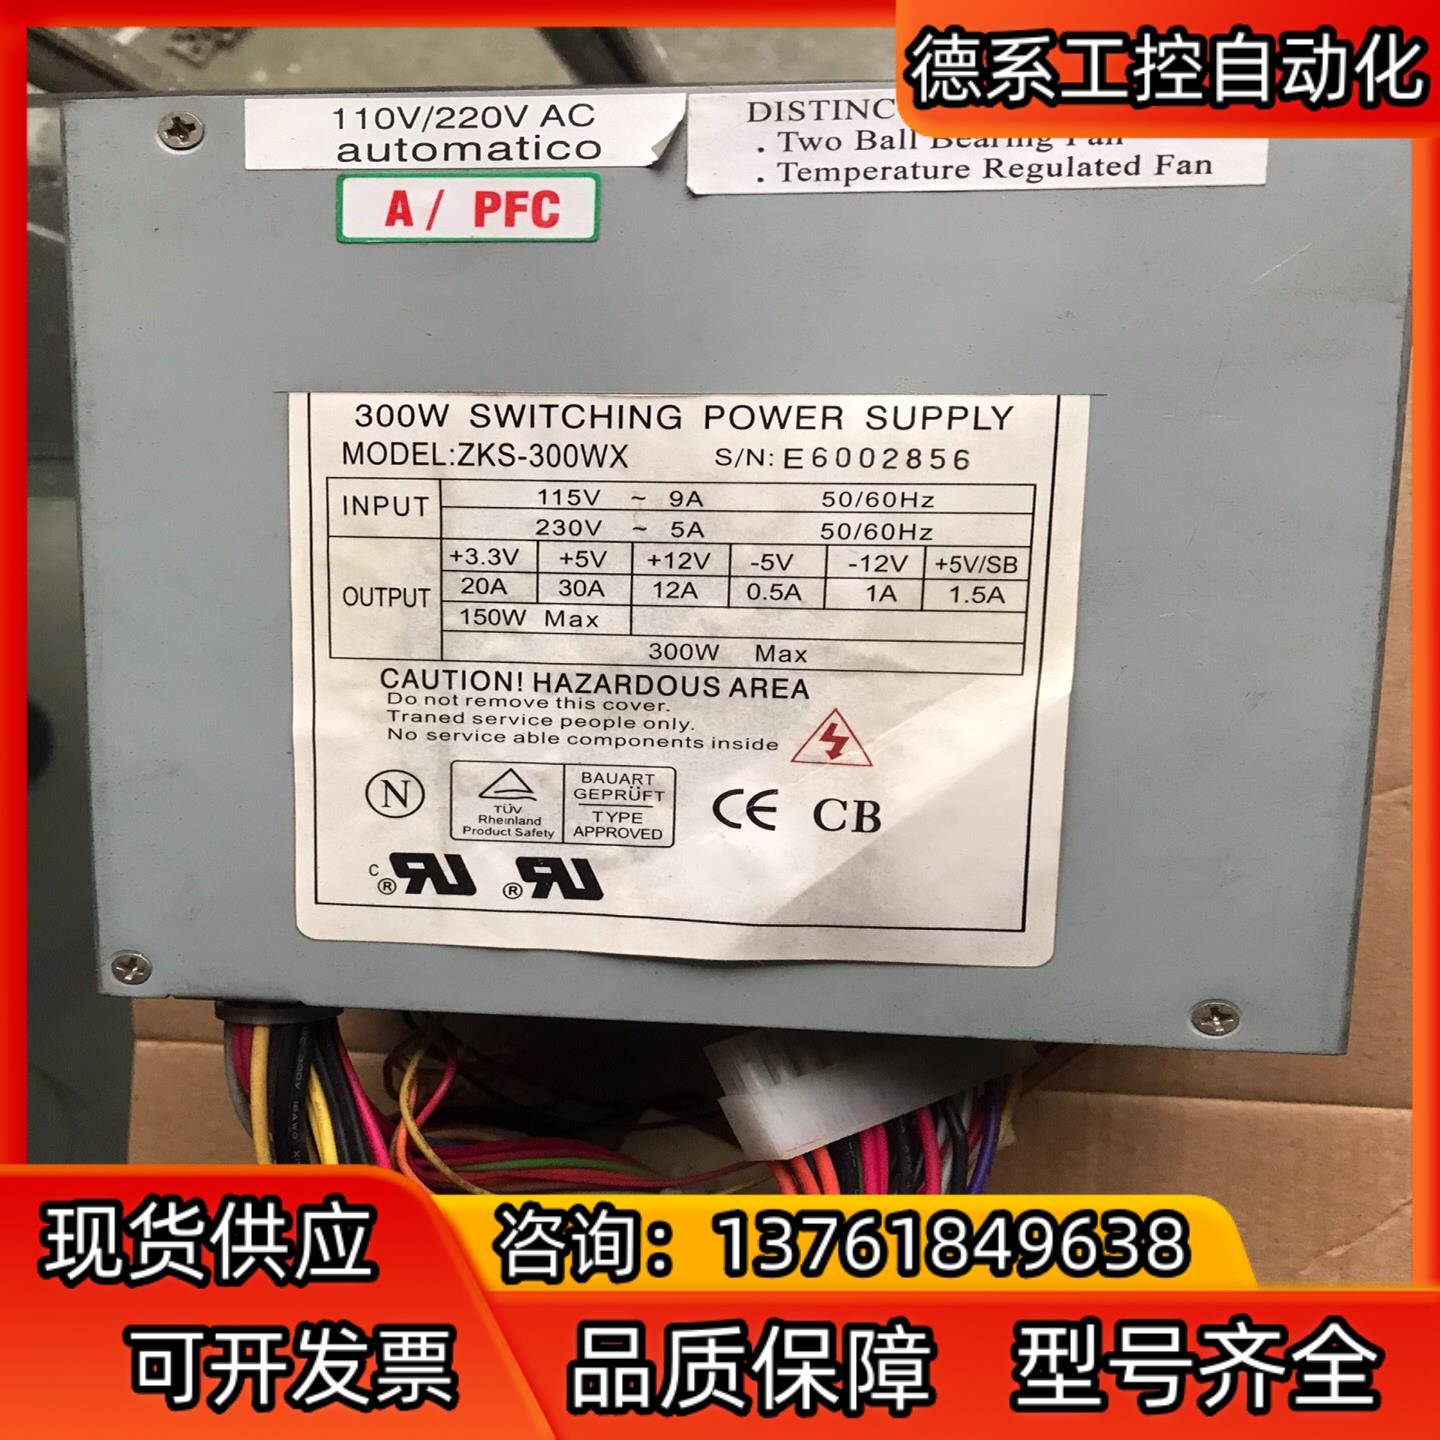 德系工控自动化
110V/220V AC
automatico
DISTINC
. Two Ball Bearing Fan
. Temperature Regulated Fan
A / PFC
300W SWITCHING POWER SUPPLY
MODEL:ZKS-300WX S/N: E6002856
INPUT 115V ~ 9A 50/60Hz
230V ~ 5A 50/60Hz
OUTPUT +3.3V +5V +12V -5V -12V +5V/SB
20A 30A 12A 0.5A 1A 1.5A
150W Max
300W Max
CAUTION! HAZARDOUS AREA
Do not remove this cover.
Traned service people only.
No service able components inside
N
TÜV
Rheinland
Product Safety
BAUART
GEPRÜFT
TYPE
APPROVED
CE CB
c RU ® RU ®
现货供应
咨询：13761849638
可开发票 品质保障 型号齐全